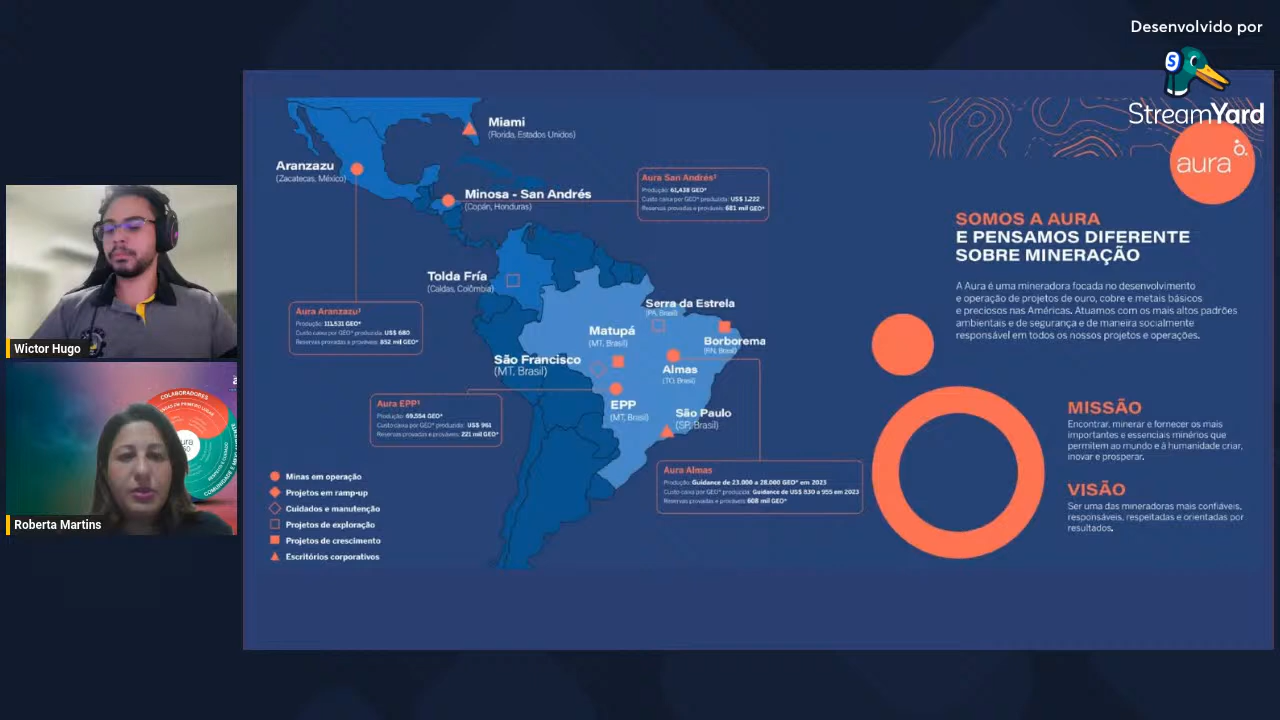 Desenvolvido por
StreamYard
aura
Miami
(Florida, Estados Unidos)
Aranzazu
(Zacatecas, México)
Minosa - San Andrés
(Copán, Honduras)
Aura San Andrés¹
Produção: 61,438 GEO*
Custo caixa por GEO* produzida: US$ 1,222
Reservas provadas e prováveis: 681 mil GEO*
SOMOS A AURA
E PENSAMOS DIFERENTE
SOBRE MINERAÇÃO
A Aura é uma mineradora focada no desenvolvimento
e operação de projetos de ouro, cobre e metais básicos
e preciosos nas Américas. Atuamos com os mais altos padrões
ambientais e de segurança e de maneira socialmente
responsável em todos os nossos projetos e operações.
Tolda Fría
(Caldas, Colômbia)
Aura Aranzazu¹
Produção: 111,531 GEO*
Custo caixa por GEO* produzida: US$ 680
Reservas provadas e prováveis: 852 mil GEO*
Serra da Estrela
(PA, Brasil)
Matupá
(MT, Brasil)
Borborema
(RN, Brasil)
São Francisco
(MT, Brasil)
Almas
(TO, Brasil)
EPP
(MT, Brasil)
São Paulo
(SP, Brasil)
Aura EPP¹
Produção: 69,554 GEO*
Custo caixa por GEO* produzida: US$ 961
Reservas provadas e prováveis: 221 mil GEO*
Aura Almas
Produção: Guidance de 23.000 a 28.000 GEO* em 2023
Custo caixa por GEO* produzida: Guidance de US$ 830 a 955 em 2023
Reservas provadas e prováveis: 608 mil GEO*
MISSÃO
Encontrar, minerar e fornecer os mais
importantes e essenciais minérios que
permitem ao mundo e à humanidade criar,
inovar e prosperar.
VISÃO
Ser uma das mineradoras mais confiáveis,
responsáveis, respeitadas e orientadas por
resultados.
Minas em operação
Projetos em ramp-up
Cuidados e manutenção
Projetos de exploração
Projetos de crescimento
Escritórios corporativos
Wictor Hugo
COLABORADORES
Roberta Martins